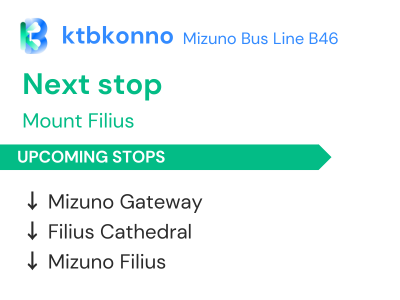 ktbkonno Mizuno Bus Line B46
Next stop
Mount Filius
UPCOMING STOPS
↓ Mizuno Gateway
↓ Filius Cathedral
↓ Mizuno Filius